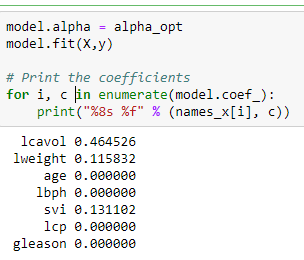 model.alpha = alpha_opt
model.fit(X,y)
# Print the coefficients
for i, c in enumerate(model.coef_):
    print("%8s %f" % (names_x[i], c))
  lcavol 0.464526
 lweight 0.115832
     age 0.000000
    lbph 0.000000
     svi 0.131102
     lcp 0.000000
 gleason 0.000000